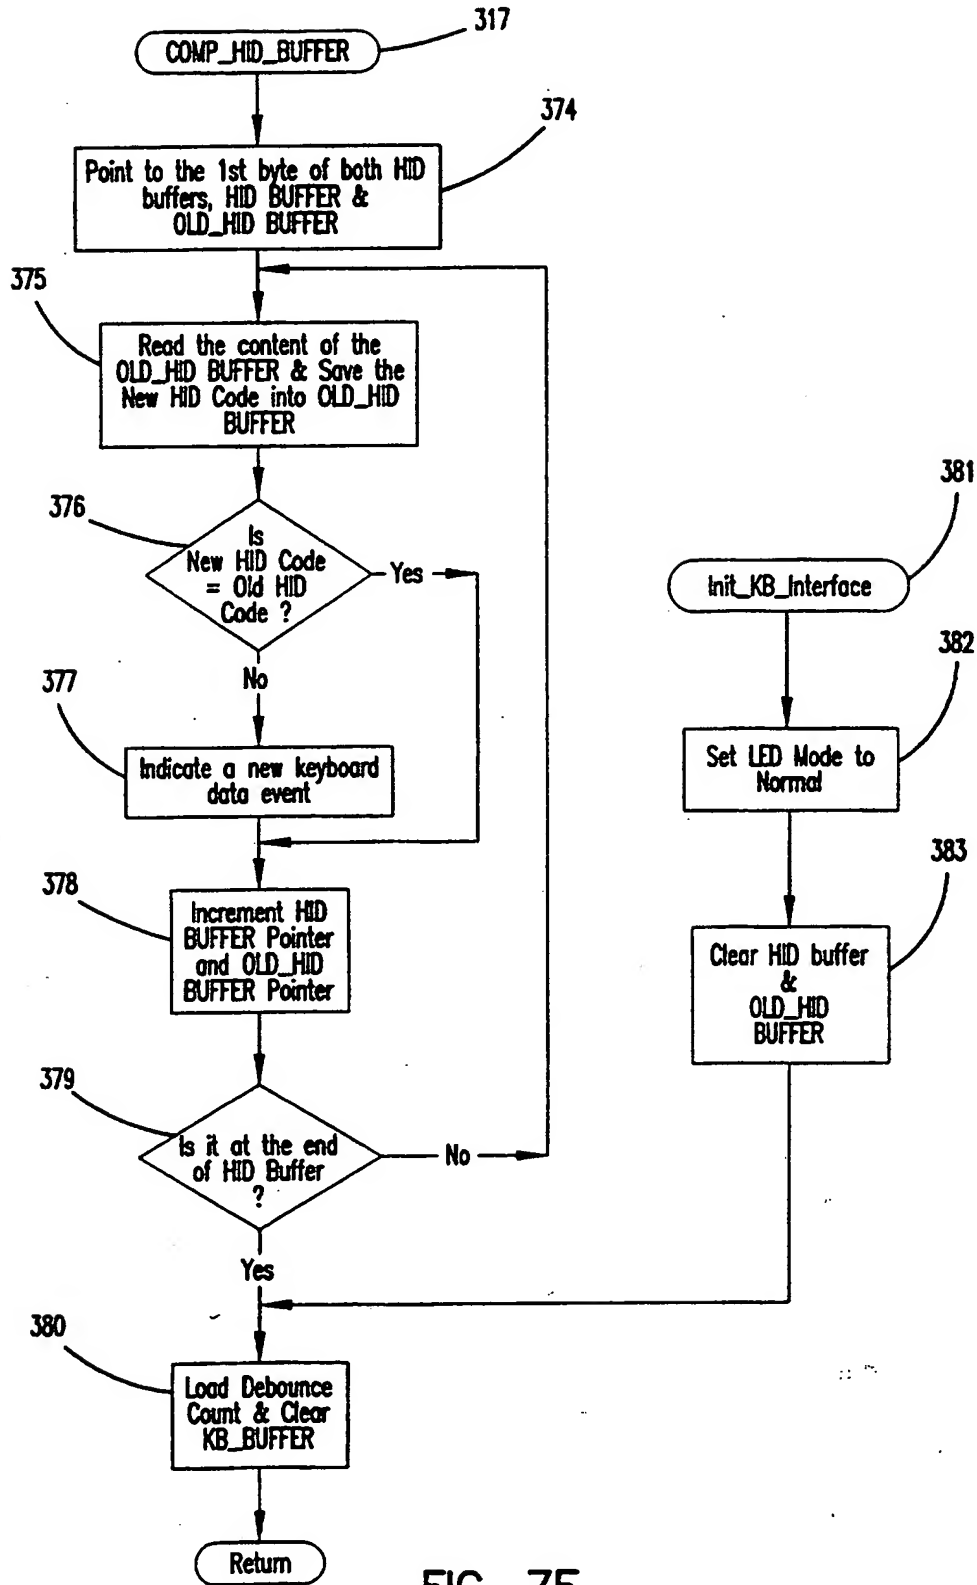 317
COMP_HID_BUFFER
374
Point to the 1st byte of both HID
buffers, HID BUFFER &
OLD_HID BUFFER
375
Read the content of the
OLD_HID BUFFER & Save the
New HID Code into OLD_HID
BUFFER
376
Is
New HID Code
= Old HID
Code ?
Yes
No
377
Indicate a new keyboard
data event
378
Increment HID
BUFFER Pointer
and OLD_HID
BUFFER Pointer
379
Is it at the end
of HID Buffer
?
No
Yes
380
Load Debounce
Count & Clear
KB_BUFFER
Return
381
Init_KB_Interface
382
Set LED Mode to
Normal
383
Clear HID buffer
&
OLD_HID
BUFFER